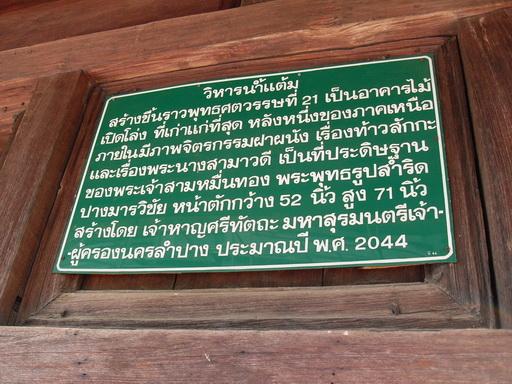 วิหารน้ำแต้ม
สร้างขึ้นราวพุทธศตวรรษที่ 21 เป็นอาคารไม้
เปิดโล่ง ที่เก่าแก่ที่สุด หลังหนึ่งของภาคเหนือ
ภายในมีภาพจิตรกรรมฝาผนัง เรื่องท้าวสักกะ
และเรื่องพระนางสามาวดี เป็นที่ประดิษฐาน
ของพระเจ้าสามหมื่นทอง พระพุทธรูปสำริด
ปางมารวิชัย หน้าตักกว้าง 52 นิ้ว สูง 71 นิ้ว
สร้างโดย เจ้าหาญศรีทัตถะ มหาสุรมนตรีเจ้า-
-ผู้ครองนครลำปาง ประมาณปี พ.ศ. 2044